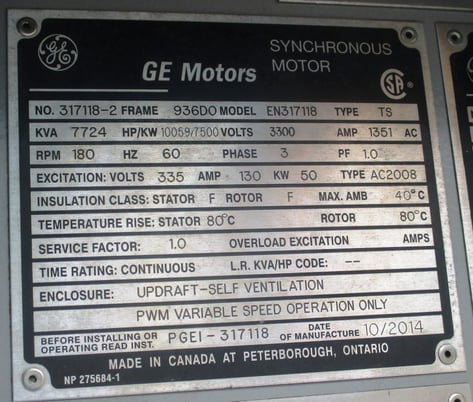 GE
SYNCHRONOUS
GE Motors MOTOR
SA
NO. 317118-2 FRAME 936DO MODEL EN317118 TYPE TS
KVA 7724 HP/KW 10059/7500 VOLTS 3300 AMP 1351 AC
RPM 180 HZ 60 PHASE 3 PF 1.0
EXCITATION: VOLTS 335 AMP 130 KW 50 TYPE AC2008
INSULATION CLASS: STATOR F ROTOR F MAX. AMB 40°C
TEMPERATURE RISE: STATOR 80°C ROTOR 80°C
SERVICE FACTOR: 1.0 OVERLOAD EXCITATION AMPS
TIME RATING: CONTINUOUS L.R. KVA/HP CODE: --
ENCLOSURE: UPDRAFT-SELF VENTILATION
PWM VARIABLE SPEED OPERATION ONLY
BEFORE INSTALLING OR OPERATING READ INST. PGEI-317118 DATE OF MANUFACTURE 10/2014
MADE IN CANADA AT PETERBOROUGH, ONTARIO
NP 275684-1